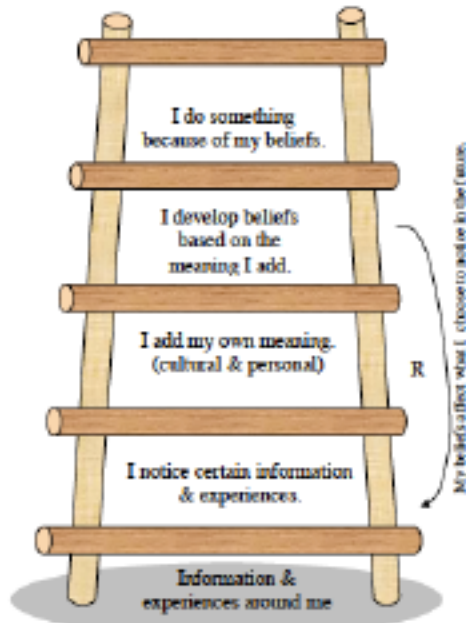 I do something
because of my beliefs.
I develop beliefs
based on the
meaning I add.
I add my own meaning.
(cultural & personal)
R
My beliefs affect what I choose to notice in the future.
I notice certain information
& experiences.
Information &
experiences around me